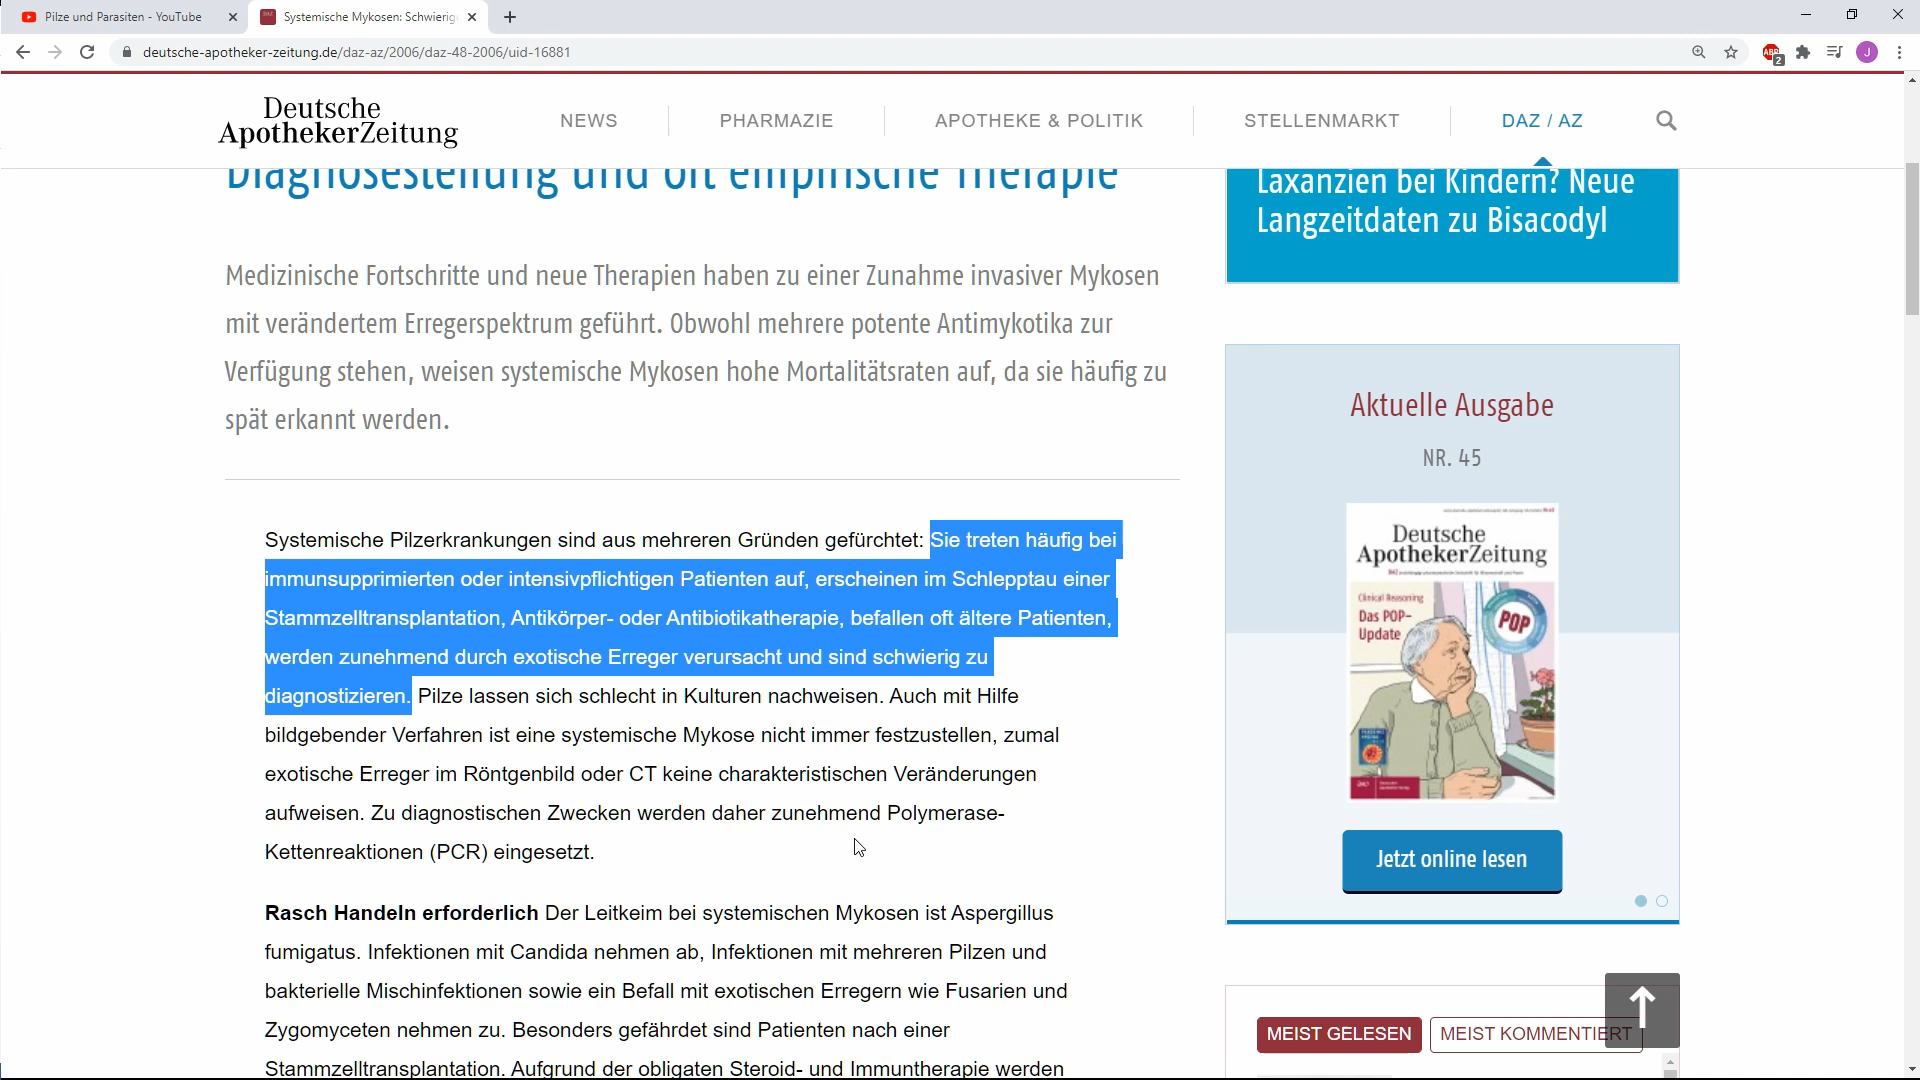 Pilze und Parasiten - YouTube
Systemische Mykosen: Schwierig
deutsche-apotheker-zeitung.de/daz-az/2006/daz-48-2006/uid-16881
ABP
2
J
Deutsche
ApothekerZeitung
NEWS
PHARMAZIE
APOTHEKE & POLITIK
STELLENMARKT
DAZ / AZ
Diagnosestellung und oft empirische Therapie
Medizinische Fortschritte und neue Therapien haben zu einer Zunahme invasiver Mykosen
mit verändertem Erregerspektrum geführt. Obwohl mehrere potente Antimykotika zur
Verfügung stehen, weisen systemische Mykosen hohe Mortalitätsraten auf, da sie häufig zu
spät erkannt werden.
Systemische Pilzerkrankungen sind aus mehreren Gründen gefürchtet: Sie treten häufig bei
immunsupprimierten oder intensivpflichtigen Patienten auf, erscheinen im Schlepptau einer
Stammzelltransplantation, Antikörper- oder Antibiotikatherapie, befallen oft ältere Patienten,
werden zunehmend durch exotische Erreger verursacht und sind schwierig zu
diagnostizieren. Pilze lassen sich schlecht in Kulturen nachweisen. Auch mit Hilfe
bildgebender Verfahren ist eine systemische Mykose nicht immer festzustellen, zumal
exotische Erreger im Röntgenbild oder CT keine charakteristischen Veränderungen
aufweisen. Zu diagnostischen Zwecken werden daher zunehmend Polymerase-
Kettenreaktionen (PCR) eingesetzt.
Rasch Handeln erforderlich Der Leitkeim bei systemischen Mykosen ist Aspergillus
fumigatus. Infektionen mit Candida nehmen ab, Infektionen mit mehreren Pilzen und
bakterielle Mischinfektionen sowie ein Befall mit exotischen Erregern wie Fusarien und
Zygomyceten nehmen zu. Besonders gefährdet sind Patienten nach einer
Stammzelltransplantation. Aufgrund der obligaten Steroid- und Immuntherapie werden
Laxanzien bei Kindern? Neue
Langzeitdaten zu Bisacodyl
Aktuelle Ausgabe
NR. 45
Deutsche
ApothekerZeitung
Clinical Reasoning
Das POP-
Update
POP
Jetzt online lesen
MEIST GELESEN
MEIST KOMMENTIERT